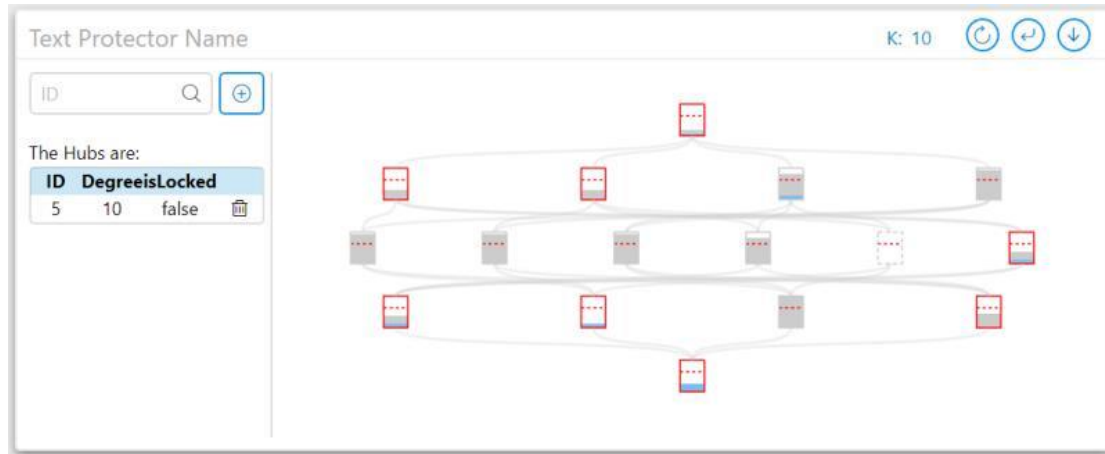 Text Protector Name
K: 10
ID
The Hubs are:
ID DegreeisLocked
5 10 false